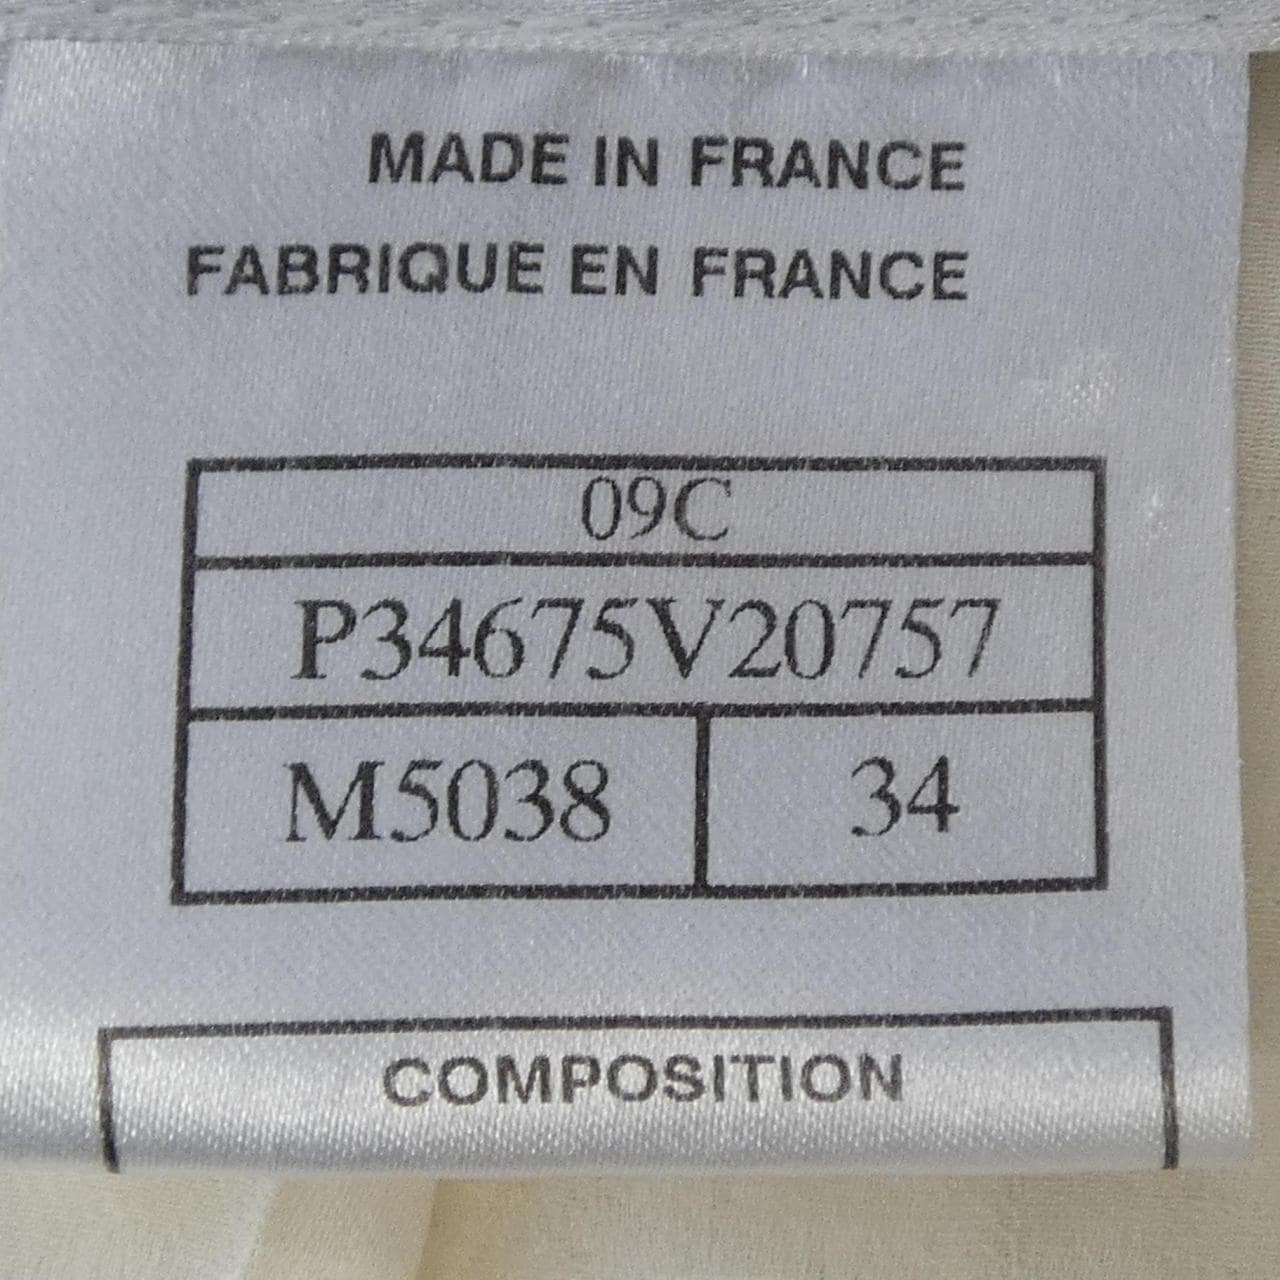 MADE IN FRANCE
FABRIQUE EN FRANCE
09C
P34675V20757
M5038 34
COMPOSITION